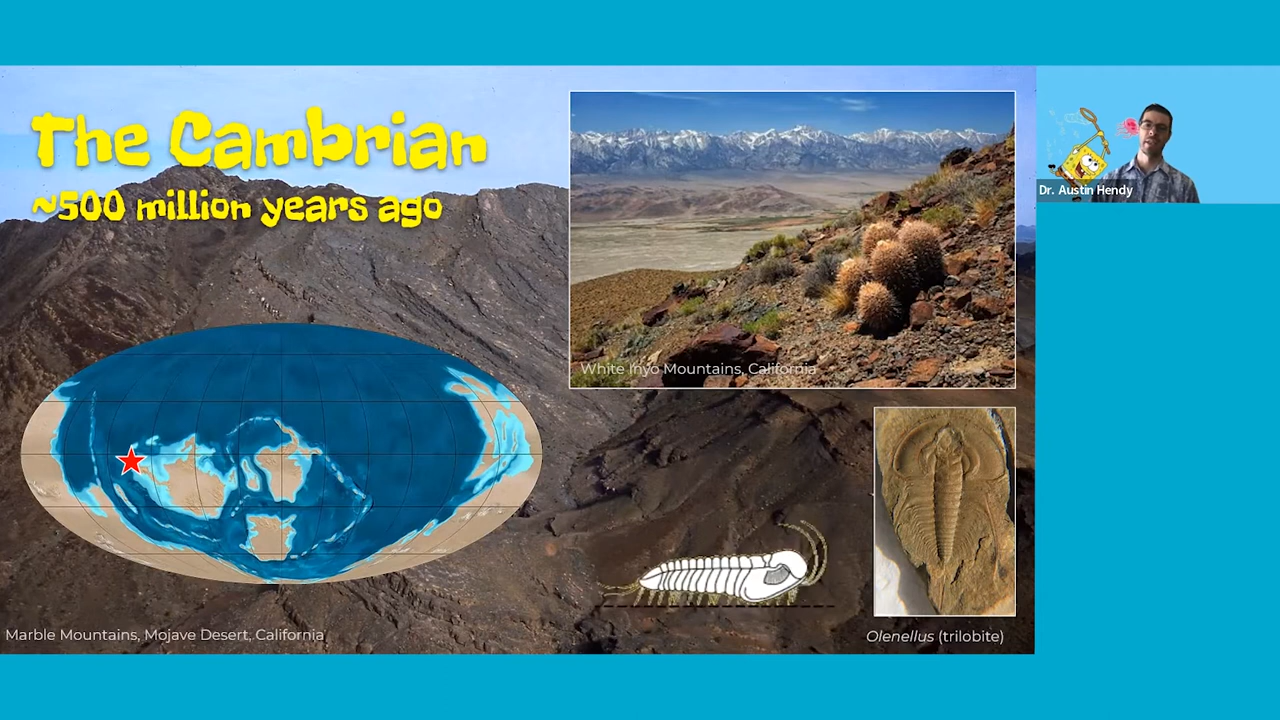 The Cambrian
~500 million years ago
White Inyo Mountains, California
Dr. Austin Hendy
Marble Mountains, Mojave Desert, California
Olenellus (trilobite)